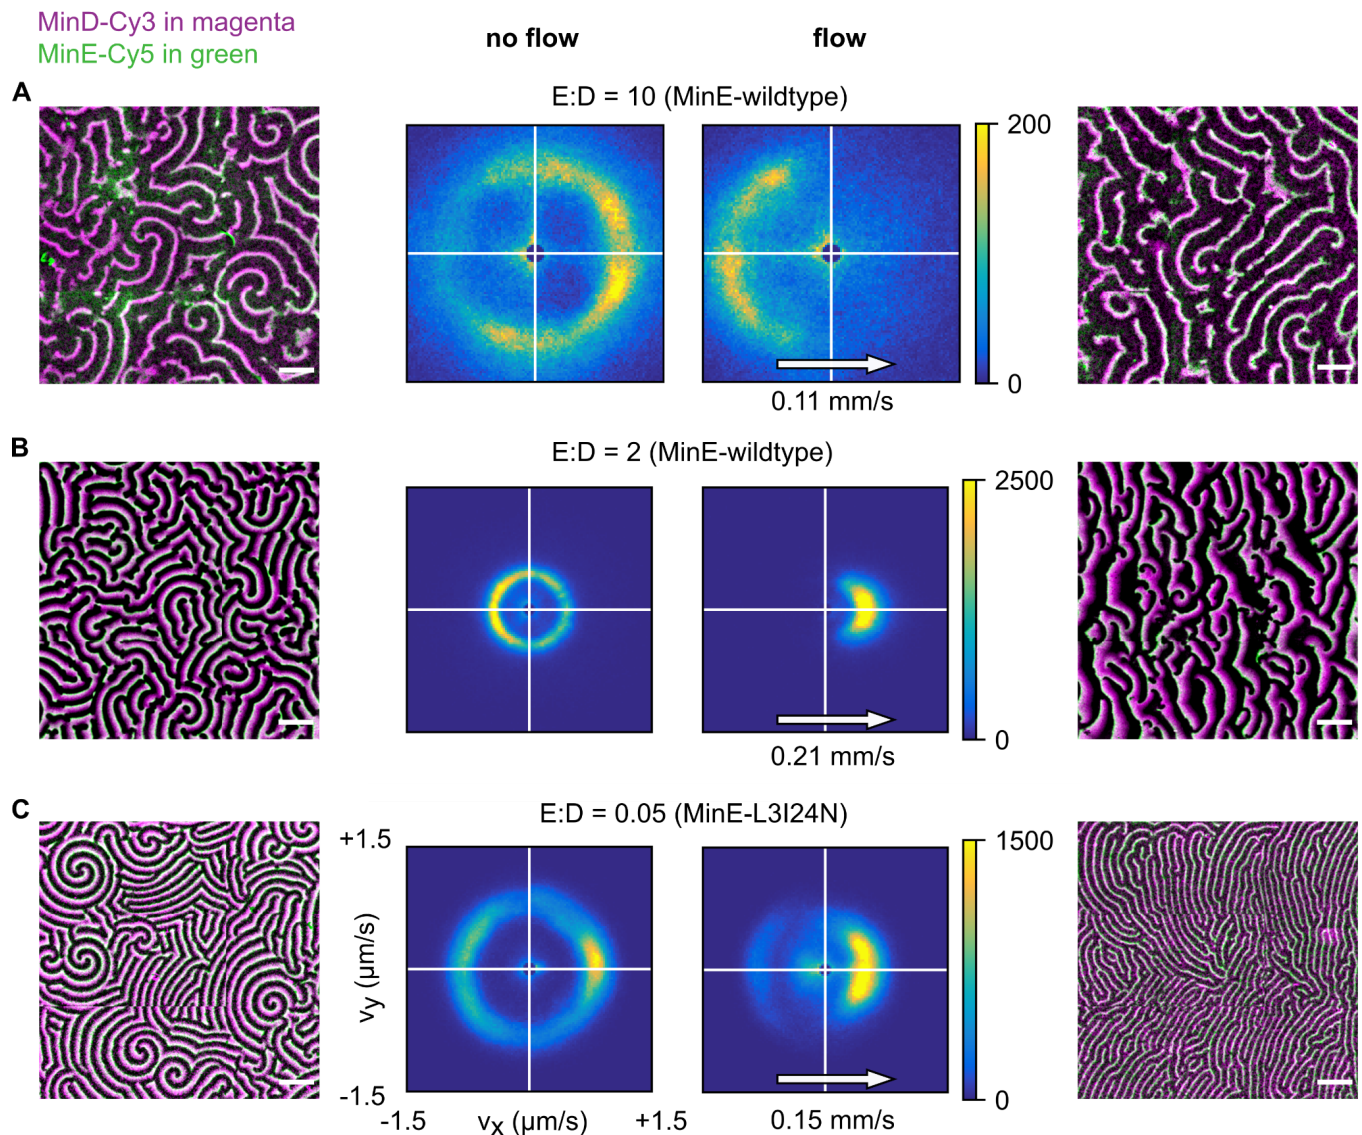 MinD-Cy3 in magenta
MinE-Cy5 in green
no flow
flow
A
E:D = 10 (MinE-wildtype)
200
0
0.11 mm/s
B
E:D = 2 (MinE-wildtype)
2500
0
0.21 mm/s
C
E:D = 0.05 (MinE-L3I24N)
+1.5
vy (µm/s)
-1.5
-1.5
vx (µm/s)
+1.5
1500
0
0.15 mm/s